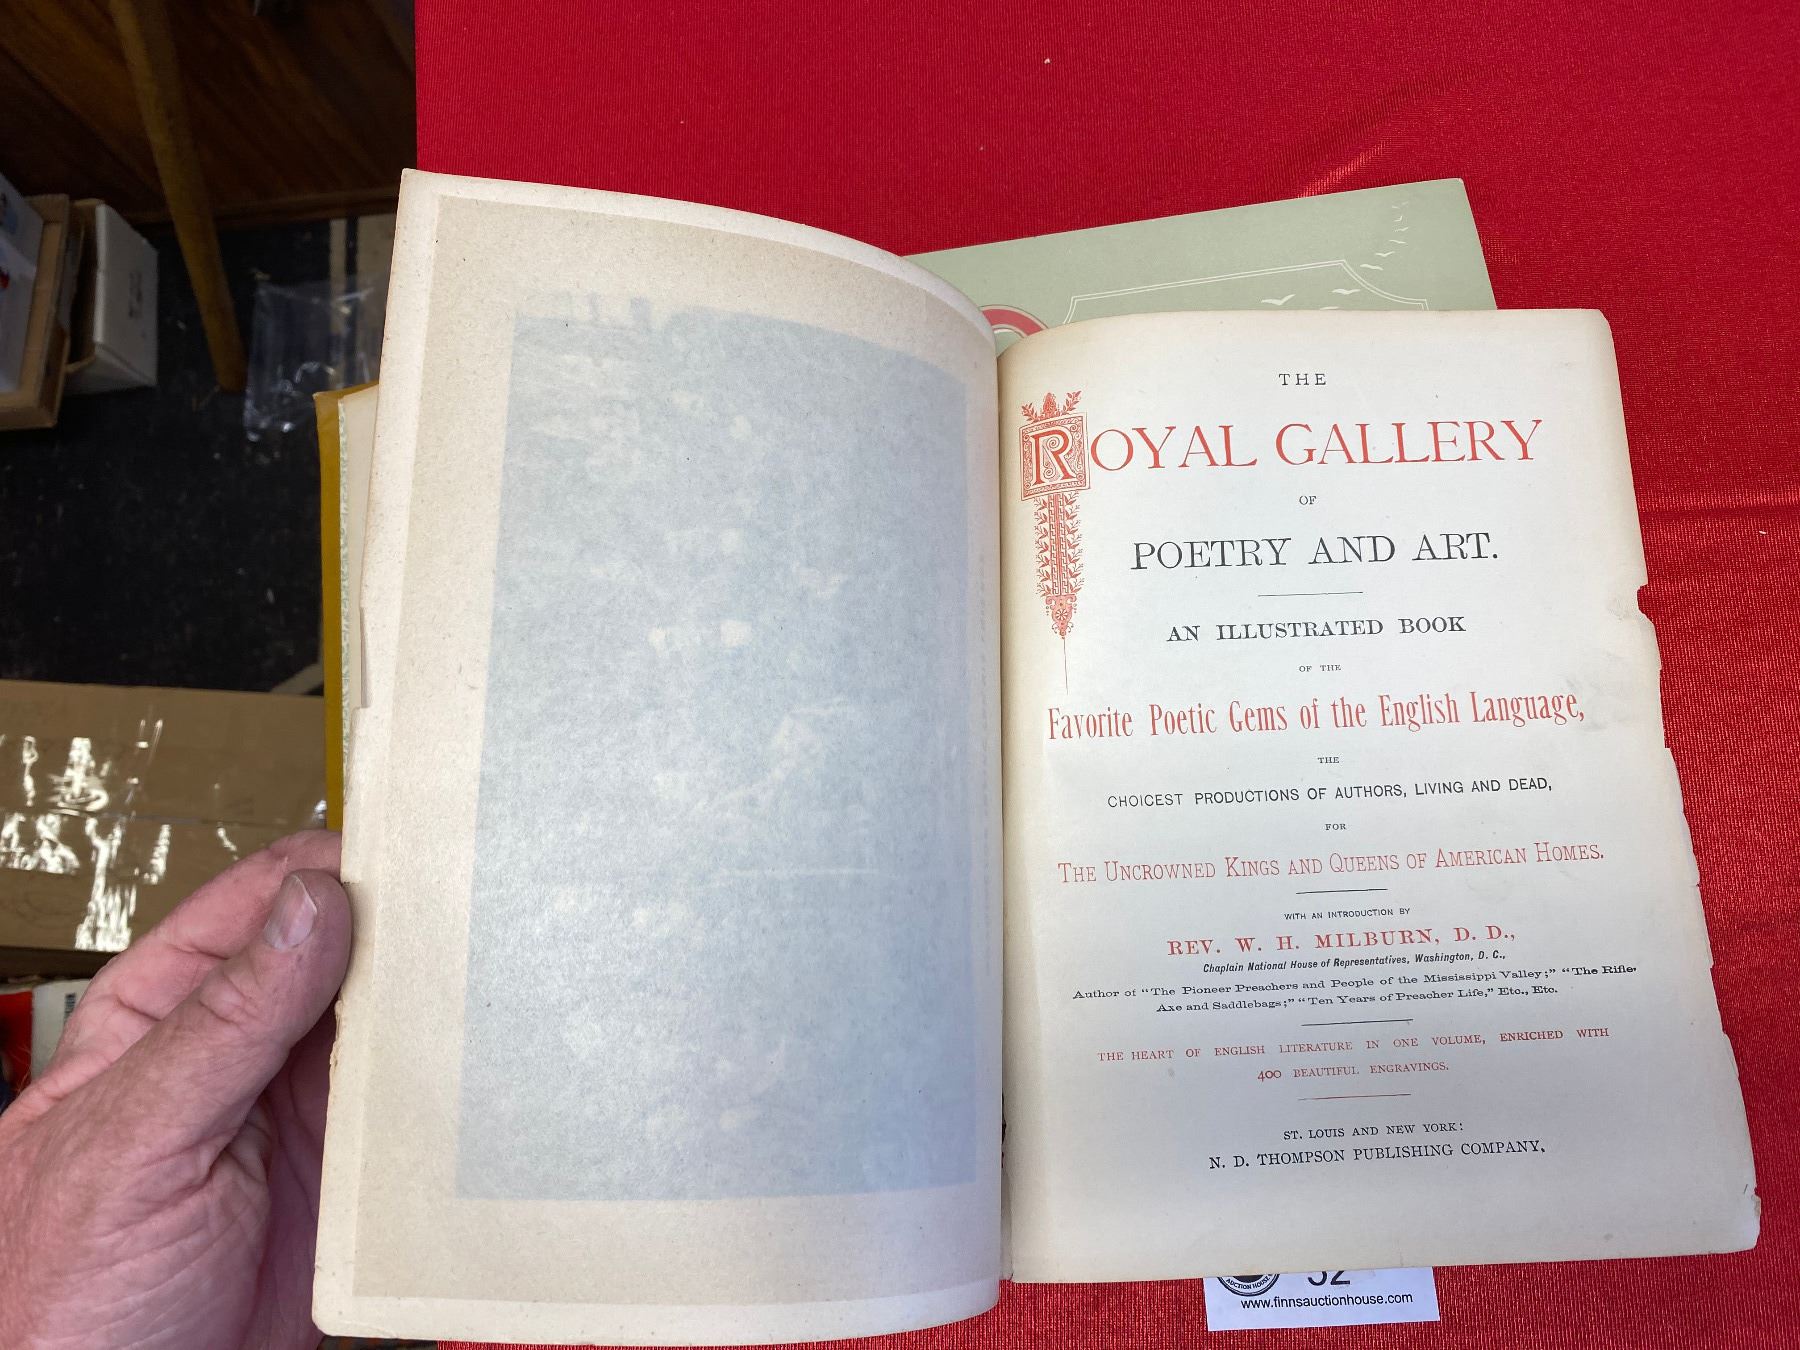 THE
ROYAL GALLERY
OF
POETRY AND ART.
AN ILLUSTRATED BOOK
OF THE
Favorite Poetic Gems of the English Language,
THE
CHOICEST PRODUCTIONS OF AUTHORS, LIVING AND DEAD,
FOR
THE UNCROWNED KINGS AND QUEENS OF AMERICAN HOMES.
WITH AN INTRODUCTION BY
REV. W. H. MILBURN, D. D.,
Chaplain National House of Representatives, Washington, D. C.,
Author of "The Pioneer Preachers and People of the Mississippi Valley;" "The Rifle,
Axe and Saddlebags;" "Ten Years of Preacher Life," Etc., Etc.
THE HEART OF ENGLISH LITERATURE IN ONE VOLUME, ENRICHED WITH
400 BEAUTIFUL ENGRAVINGS.
ST. LOUIS AND NEW YORK:
N. D. THOMPSON PUBLISHING COMPANY,
AUCTION HOUSE
www.finnsauctionhouse.com